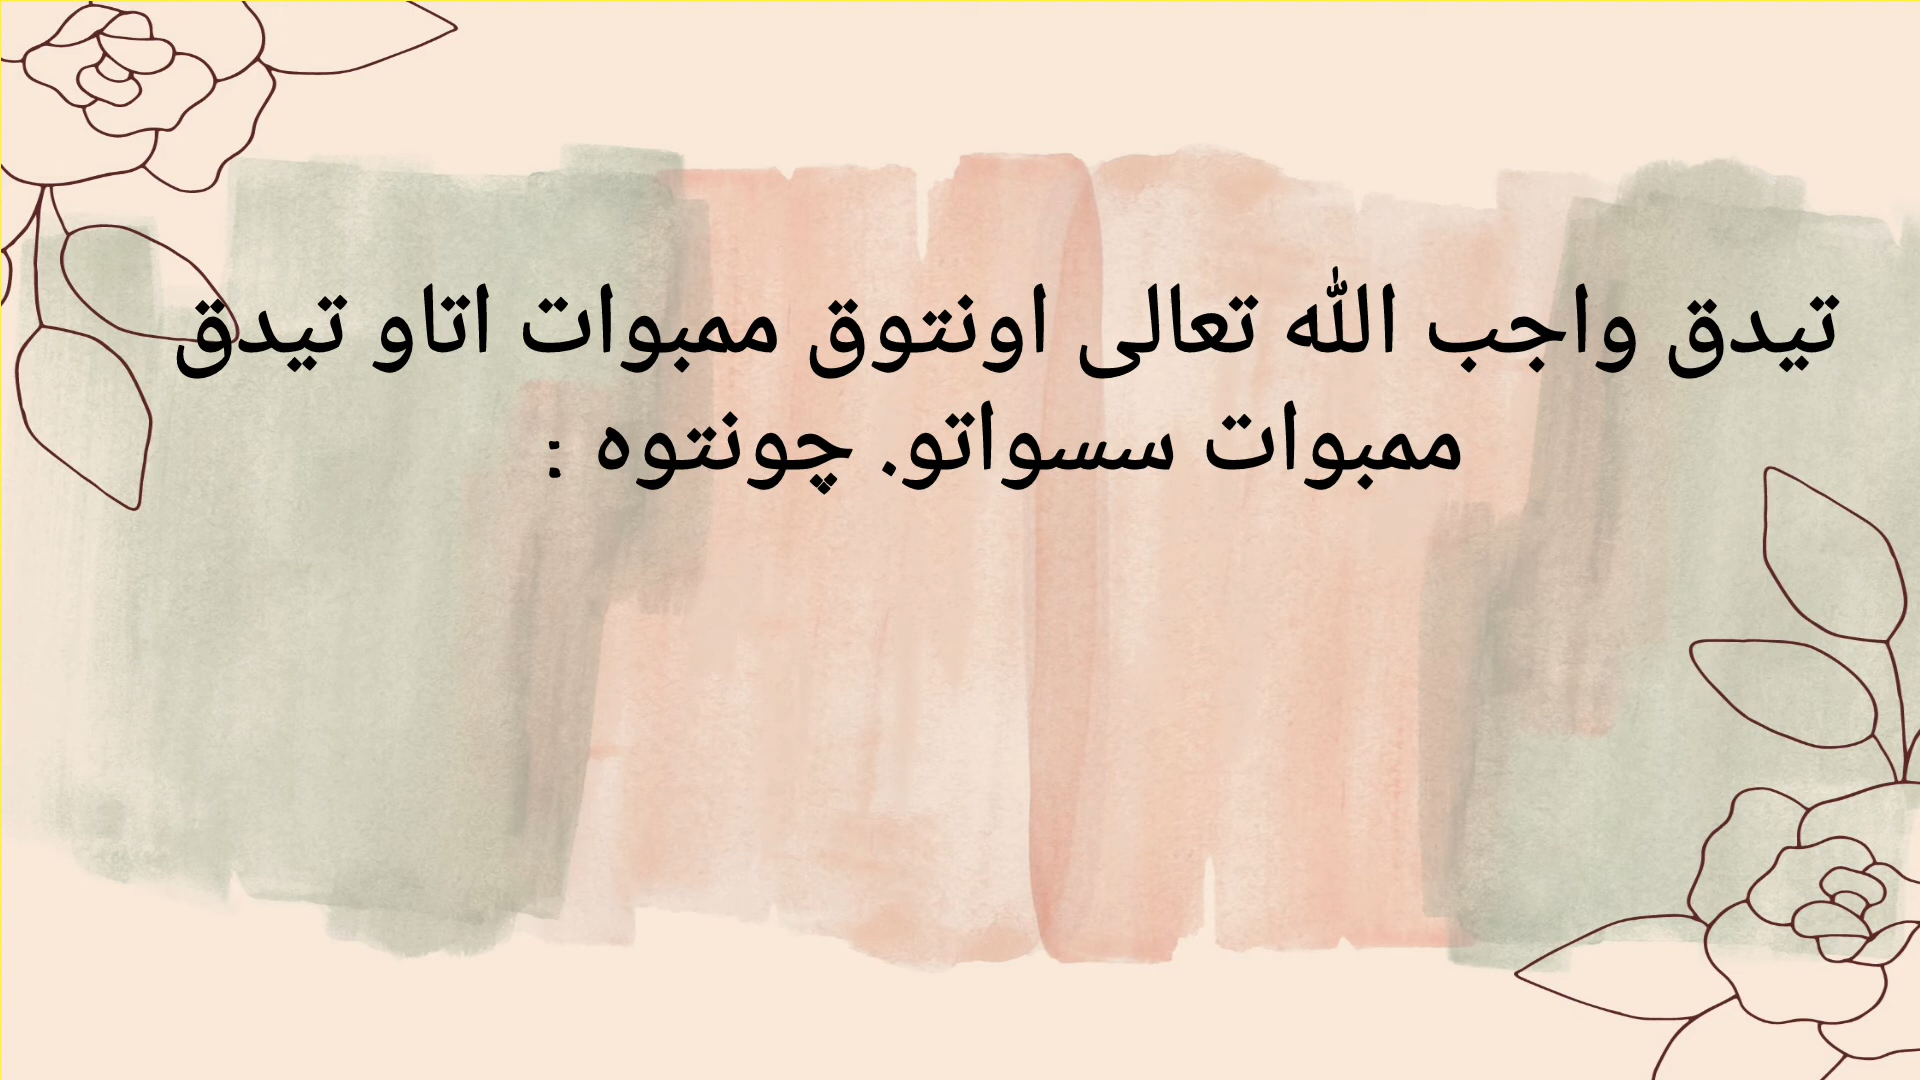 تيدق واجب الله تعالى اونتوق ممبوات اتاو تيدق
ممبوات سسواتو. چونتوه :